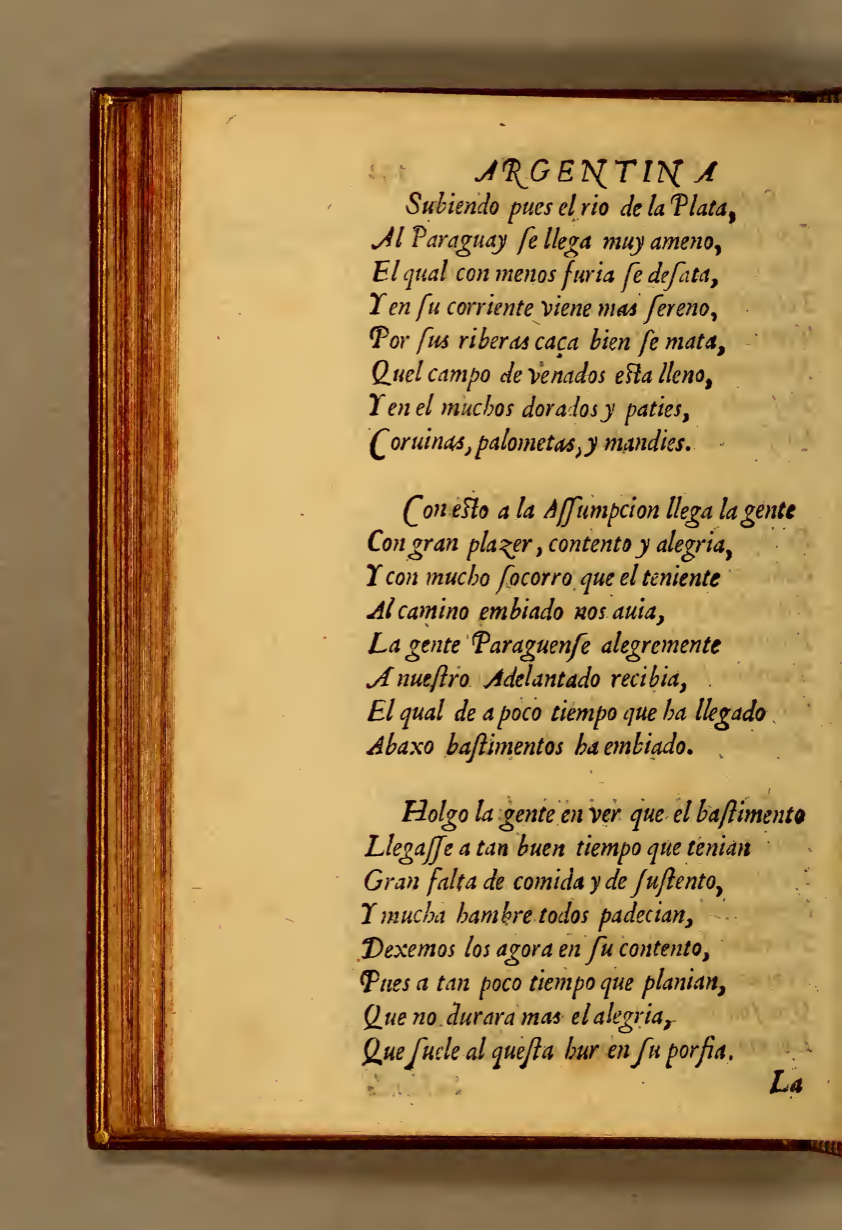 ARGENTINA
Subiendo pues el rio de la Plata,
Al Paraguay ſe llega muy ameno,
El qual con menos furia ſe deſata,
Y en ſu corriente viene mas ſereno,
Por ſus riberas caça bien ſe mata,
Quel campo de venados eſta lleno,
Y en el muchos dorados y paties,
Coruinas, palometas, y mandies.

Con eſto a la Aſſumpcion llega la gente
Con gran plazer, contento y alegria,
Y con mucho ſocorro que el teniente
Al camino embiado nos auia,
La gente Paraguenſe alegremente
A nueſtro Adelantado recibia,
El qual de a poco tiempo que ha llegado
Abaxo baſtimentos ha embiado.

Holgo la gente en ver que el baſtimento
Llegaſſe a tan buen tiempo que tenian
Gran falta de comida y de ſuſtento,
Y mucha hambre todos padecian,
Dexemos los agora en ſu contento,
Pues a tan poco tiempo que planian,
Que no durara mas el alegria,
Que ſuele al queſta hur en ſu porfia.
La